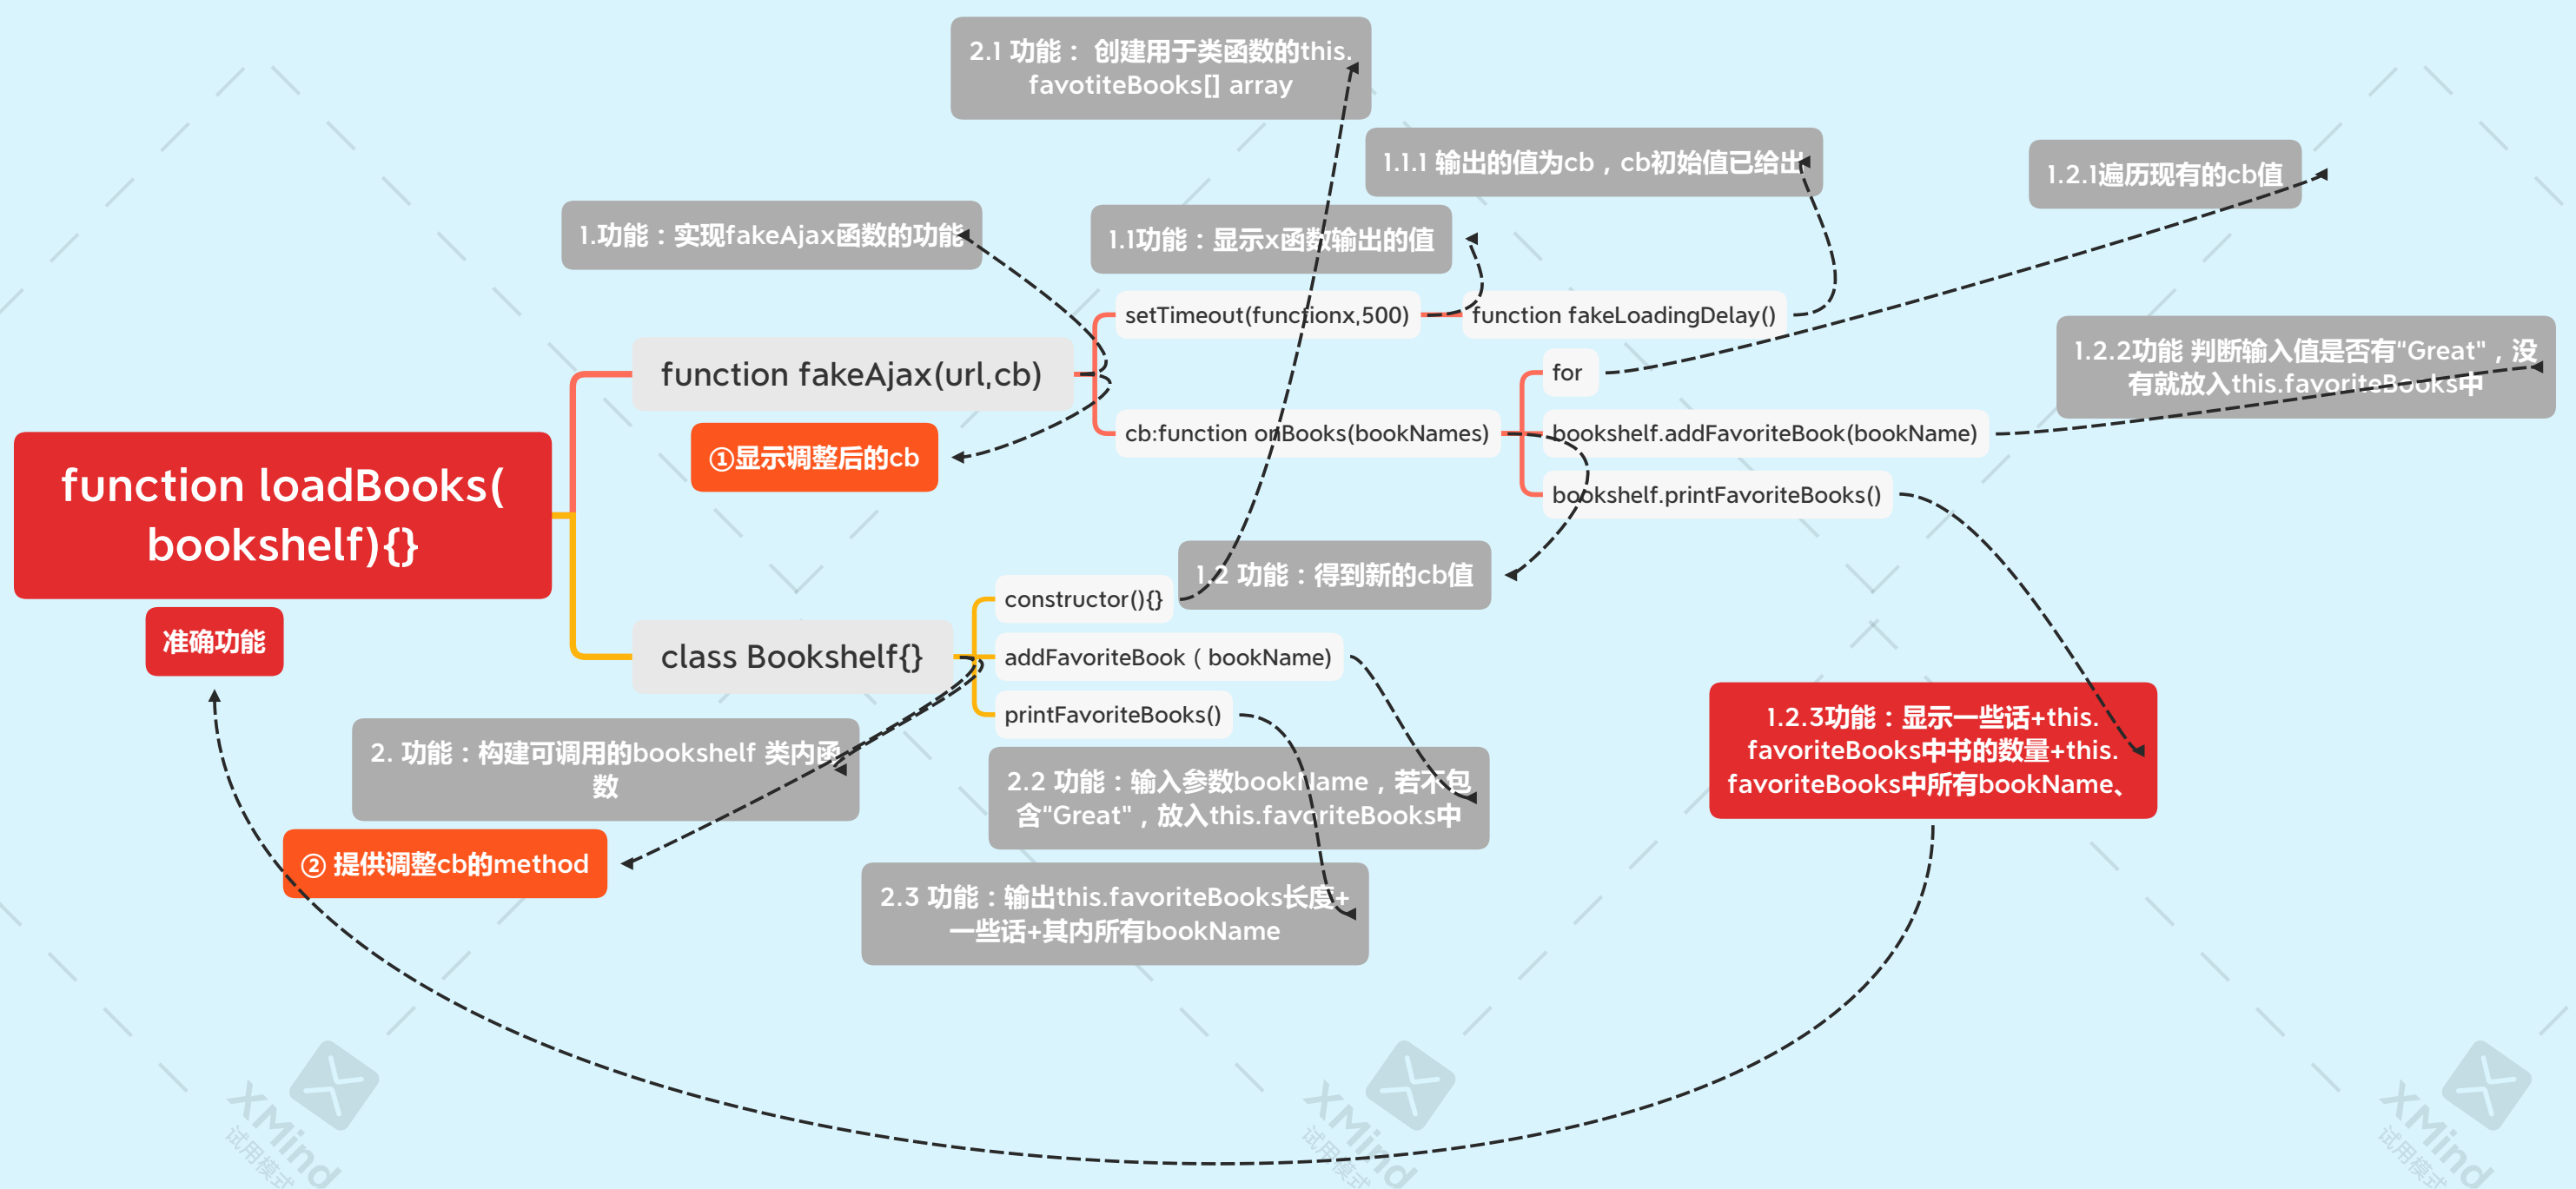 2.1 功能： 创建用于类函数的this.
favotiteBooks[] array
1.1.1 输出的值为cb，cb初始值已给出
1.2.1遍历现有的cb值
1.功能：实现fakeAjax函数的功能
1.1功能：显示x函数输出的值
setTimeout(functionx,500)
function fakeLoadingDelay()
1.2.2功能 判断输入值是否有“Great"，没
有就放入this.favoriteBooks中
function fakeAjax(url,cb)
for
cb:function onBooks(bookNames)
bookshelf.addFavoriteBook(bookName)
①显示调整后的cb
bookshelf.printFavoriteBooks()
function loadBooks(
bookshelf){}
1.2 功能：得到新的cb值
constructor(){}
准确功能
class Bookshelf{}
addFavoriteBook（bookName)
printFavoriteBooks()
1.2.3功能：显示一些话+this.
favoriteBooks中书的数量+this.
favoriteBooks中所有bookName、
2. 功能：构建可调用的bookshelf 类内函
数
2.2 功能：输入参数bookName，若不包
含“Great"，放入this.favoriteBooks中
② 提供调整cb的method
2.3 功能：输出this.favoriteBooks长度+
一些话+其内所有bookName
XMind
试用模式
XMind
试用模式
XMind
试用模式